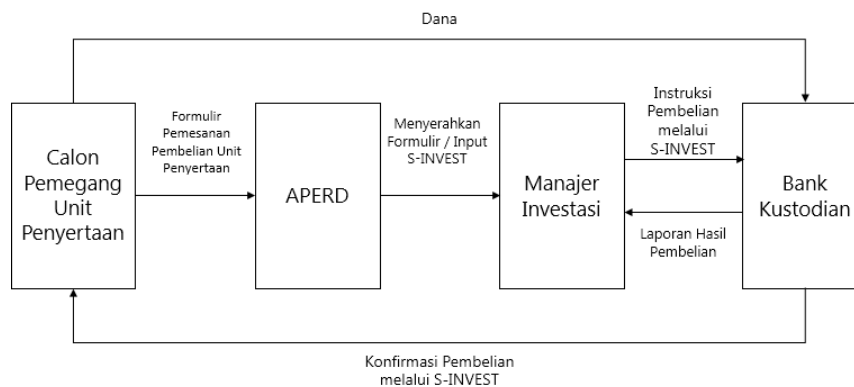 Dana
Calon
Pemegang
Unit
Penyertaan
Formulir
Pemesanan
Pembelian Unit
Penyertaan
APERD
Menyerahkan
Formulir / Input
S-INVEST
Manajer
Investasi
Instruksi
Pembelian
melalui
S-INVEST
Laporan Hasil
Pembelian
Bank
Kustodian
Konfirmasi Pembelian
melalui S-INVEST